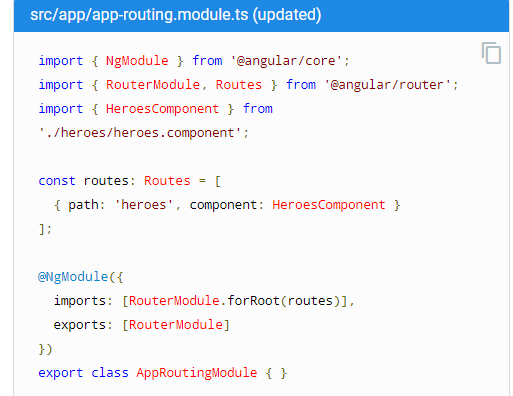 src/app/app-routing.module.ts (updated)
import { NgModule } from '@angular/core';
import { RouterModule, Routes } from '@angular/router';
import { HeroesComponent } from
'./heroes/heroes.component';
const routes: Routes = [
{ path: 'heroes', component: HeroesComponent }
];
@NgModule({
imports: [RouterModule.forRoot(routes)],
exports: [RouterModule]
})
export class AppRoutingModule { }